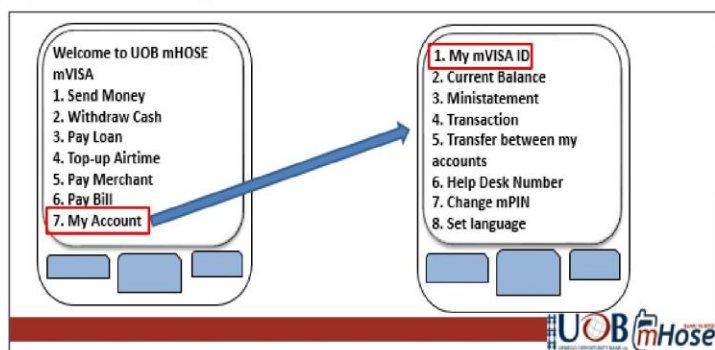 Welcome to UOB mHOSE
mVISA
1. Send Money
2. Withdraw Cash
3. Pay Loan
4. Top-up Airtime
5. Pay Merchant
6. Pay Bill
7. My Account
1. My mVISA ID
2. Current Balance
3. Ministatement
4. Transaction
5. Transfer between my
accounts
6. Help Desk Number
7. Change mPIN
8. Set language
UOB mHose
OPPORTUNITY BANK